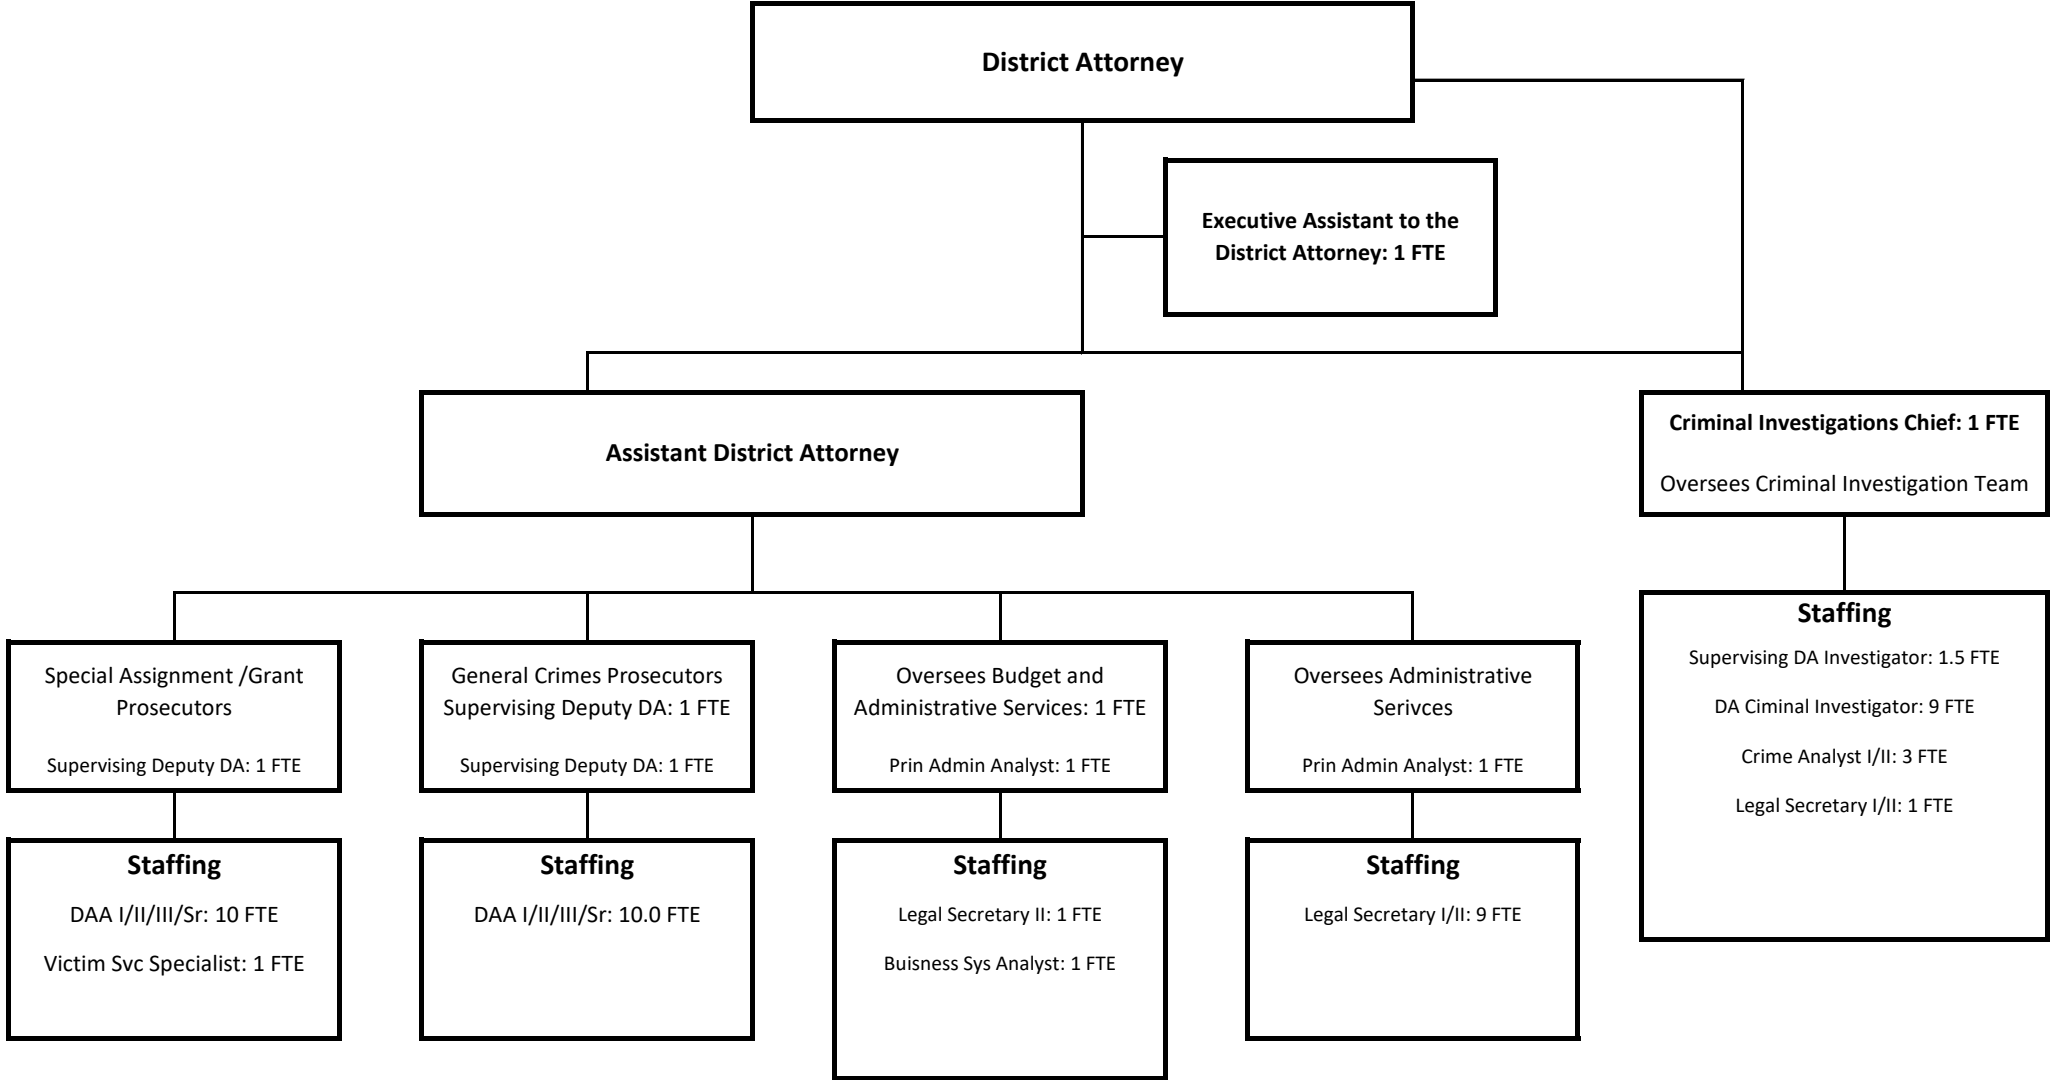 District Attorney
Executive Assistant to the
District Attorney: 1 FTE
Assistant District Attorney
Criminal Investigations Chief: 1 FTE
Oversees Criminal Investigation Team
Special Assignment /Grant
Prosecutors
Supervising Deputy DA: 1 FTE
General Crimes Prosecutors
Supervising Deputy DA: 1 FTE
Supervising Deputy DA: 1 FTE
Oversees Budget and
Administrative Services: 1 FTE
Prin Admin Analyst: 1 FTE
Oversees Administrative
Serivces
Prin Admin Analyst: 1 FTE
Staffing
Supervising DA Investigator: 1.5 FTE
DA Ciminal Investigator: 9 FTE
Crime Analyst I/II: 3 FTE
Legal Secretary I/II: 1 FTE
Staffing
DAA I/II/III/Sr: 10 FTE
Victim Svc Specialist: 1 FTE
Staffing
DAA I/II/III/Sr: 10.0 FTE
Staffing
Legal Secretary II: 1 FTE
Buisness Sys Analyst: 1 FTE
Staffing
Legal Secretary I/II: 9 FTE